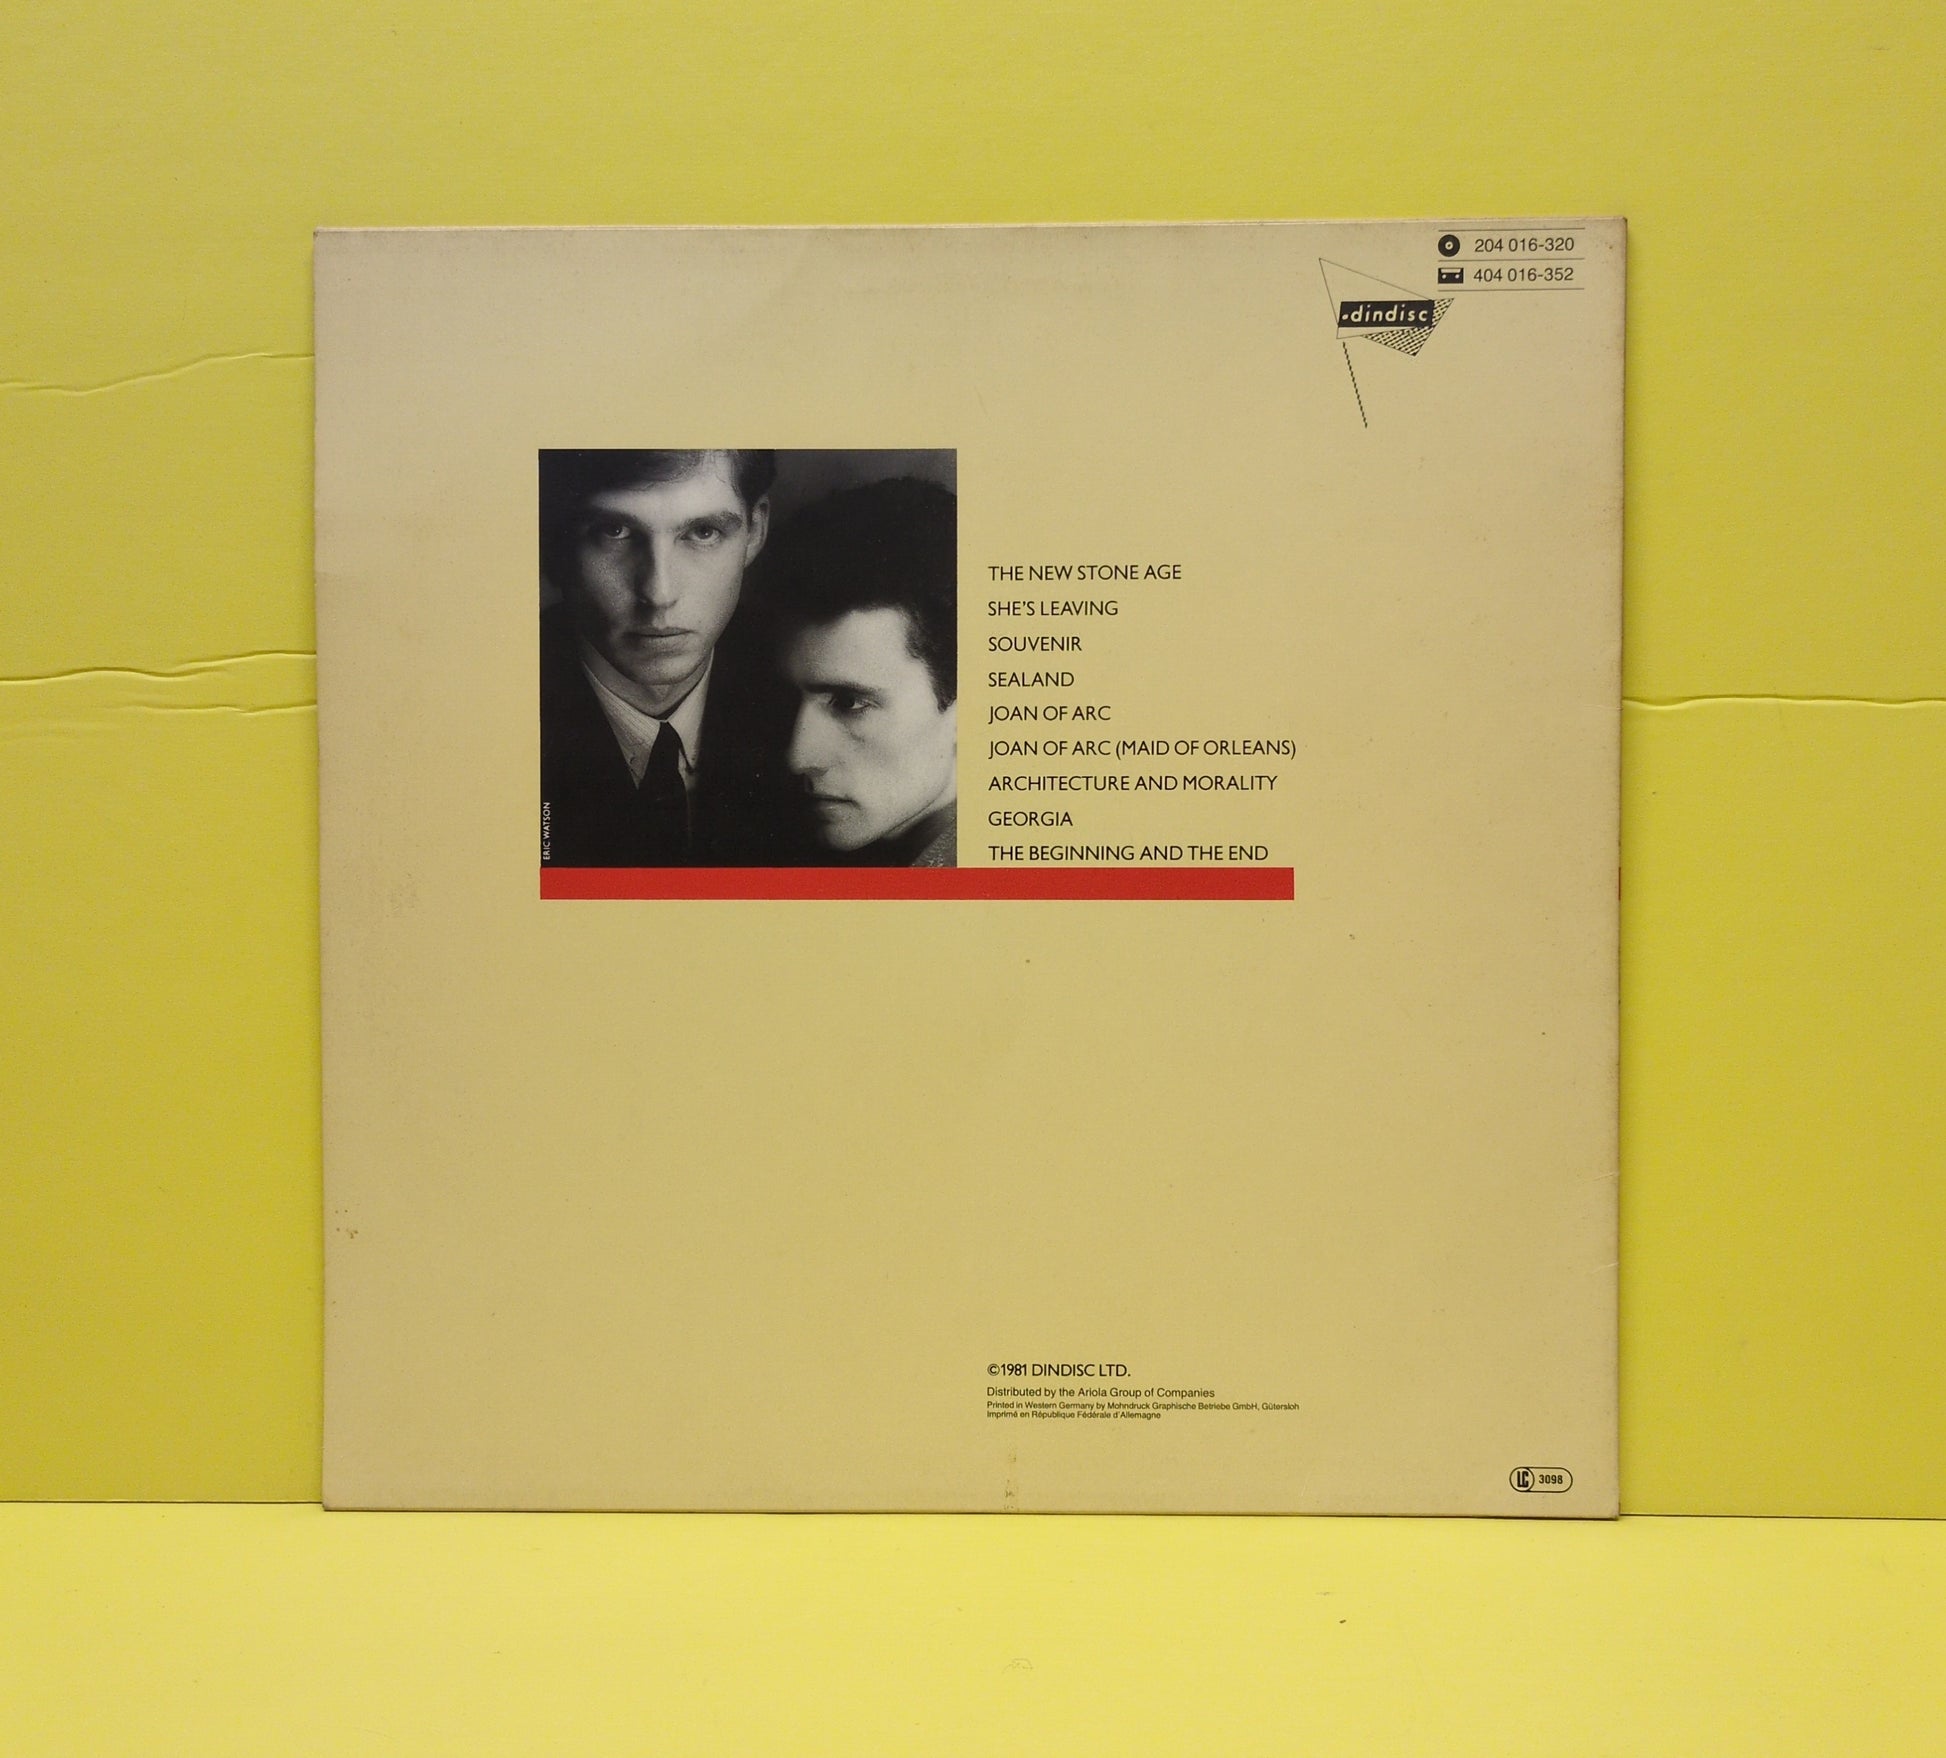 204 016-320
404 016-352
dindisc
THE NEW STONE AGE
SHE'S LEAVING
SOUVENIR
SEALAND
JOAN OF ARC
JOAN OF ARC (MAID OF ORLEANS)
ARCHITECTURE AND MORALITY
GEORGIA
THE BEGINNING AND THE END
ERIC WATSON
©1981 DINDISC LTD.
Distributed by the Ariola Group of Companies
Printed in Western Germany by Mohndruck Graphische Betriebe GmbH, Gütersloh
Imprimé en République Fédérale d'Allemagne
LC 3098